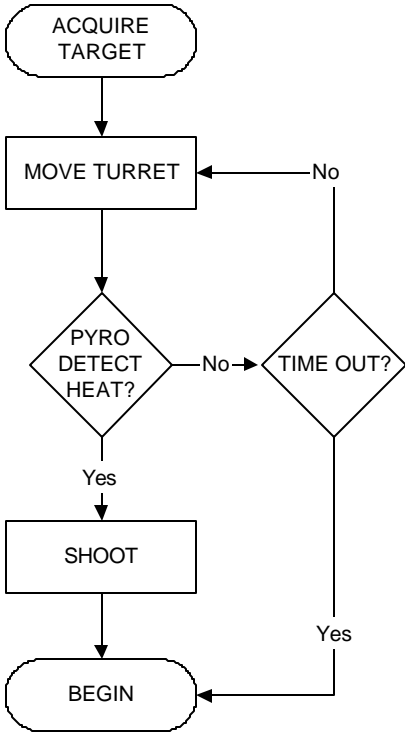 ACQUIRE
TARGET
MOVE TURRET
No
PYRO
DETECT
HEAT?
No
TIME OUT?
Yes
SHOOT
Yes
BEGIN